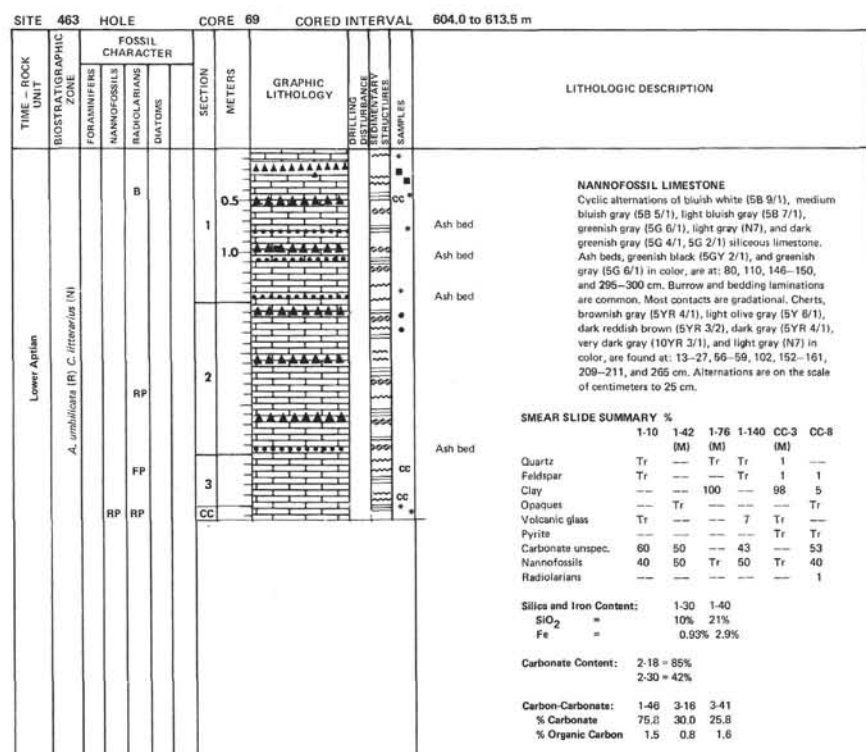 SITE 463 HOLE CORE 69 CORED INTERVAL 604.0 to 613.5 m
TIME – ROCK UNIT
BIOSTRATIGRAPHIC ZONE
FOSSIL CHARACTER
FORAMINIFERS
NANNOFOSSILS
RADIOLARIANS
DIATOMS
SECTION
METERS
GRAPHIC LITHOLOGY
DRILLING DISTURBANCE
SEDIMENTARY STRUCTURES
SAMPLES
LITHOLOGIC DESCRIPTION
Lower Aptian
A. umbilicata (R) C. litterarius (N)
B
RP
FP
RP RP
1
0.5
1.0
2
3
CC
CC
CC
CC
Ash bed
Ash bed
Ash bed
Ash bed
NANNOFOSSIL LIMESTONE
Cyclic alternations of bluish white (5B 9/1), medium
bluish gray (5B 5/1), light bluish gray (5B 7/1),
greenish gray (5G 6/1), light gray (N7), and dark
greenish gray (5G 4/1, 5G 2/1) siliceous limestone.
Ash beds, greenish black (5GY 2/1), and greenish
gray (5G 6/1) in color, are at: 80, 110, 146–150,
and 295–300 cm. Burrow and bedding laminations
are common. Most contacts are gradational. Cherts,
brownish gray (5YR 4/1), light olive gray (5Y 6/1),
dark reddish brown (5YR 3/2), dark gray (5YR 4/1),
very dark gray (10YR 3/1), and light gray (N7) in
color, are found at: 13–27, 56–59, 102, 152–161,
209–211, and 265 cm. Alternations are on the scale
of centimeters to 25 cm.
SMEAR SLIDE SUMMARY %
1-10 1-42 1-76 1-140 CC-3 CC-8
(M) (M) (M)
Quartz Tr — Tr Tr 1 —
Feldspar Tr — — Tr 1 1
Clay — — 100 — 98 5
Opaques — Tr — — — Tr
Volcanic glass Tr — — 7 Tr —
Pyrite — — — — Tr Tr
Carbonate unspec. 60 50 — 43 — 53
Nannofossils 40 50 Tr 50 Tr 40
Radiolarians — — — — — 1
Silica and Iron Content: 1-30 1-40
SiO2 = 10% 21%
Fe = 0.93% 2.9%
Carbonate Content: 2-18 = 85%
2-30 = 42%
Carbon-Carbonate: 1-46 3-16 3-41
% Carbonate 75.8 30.0 25.8
% Organic Carbon 1.5 0.8 1.6